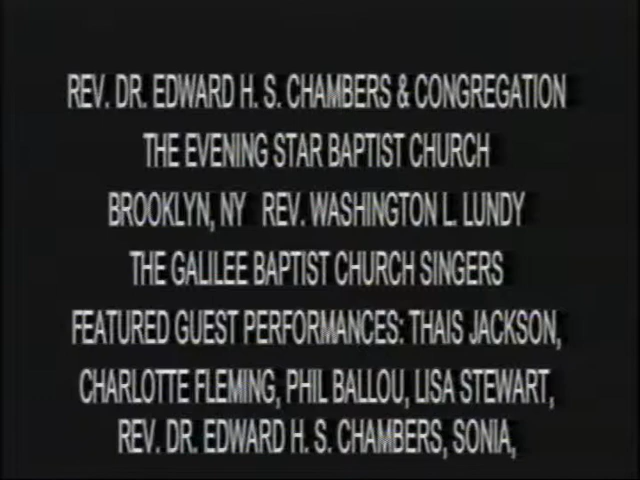 REV. DR. EDWARD H. S. CHAMBERS & CONGREGATION
THE EVENING STAR BAPTIST CHURCH
BROOKLYN, NY REV. WASHINGTON L. LUNDY
THE GALILEE BAPTIST CHURCH SINGERS
FEATURED GUEST PERFORMANCES: THAIS JACKSON,
CHARLOTTE FLEMING, PHIL BALLOU, LISA STEWART,
REV. DR. EDWARD H. S. CHAMBERS, SONIA,